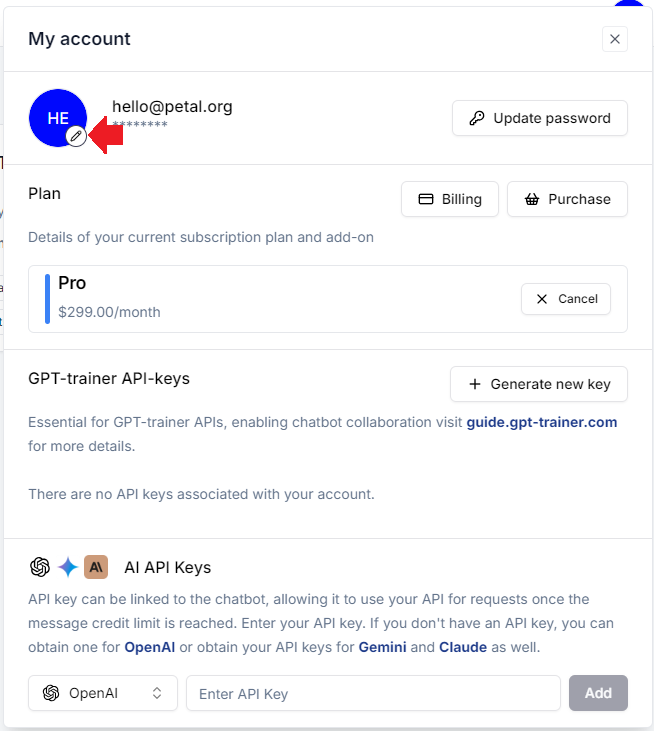 My account
HE
hello@petal.org
********
Update password
Plan
Billing
Purchase
Details of your current subscription plan and add-on
Pro
$299.00/month
Cancel
GPT-trainer API-keys
Generate new key
Essential for GPT-trainer APIs, enabling chatbot collaboration visit guide.gpt-trainer.com
for more details.
There are no API keys associated with your account.
AI API Keys
API key can be linked to the chatbot, allowing it to use your API for requests once the
message credit limit is reached. Enter your API key. If you don't have an API key, you can
obtain one for OpenAI or obtain your API keys for Gemini and Claude as well.
OpenAI
Enter API Key
Add